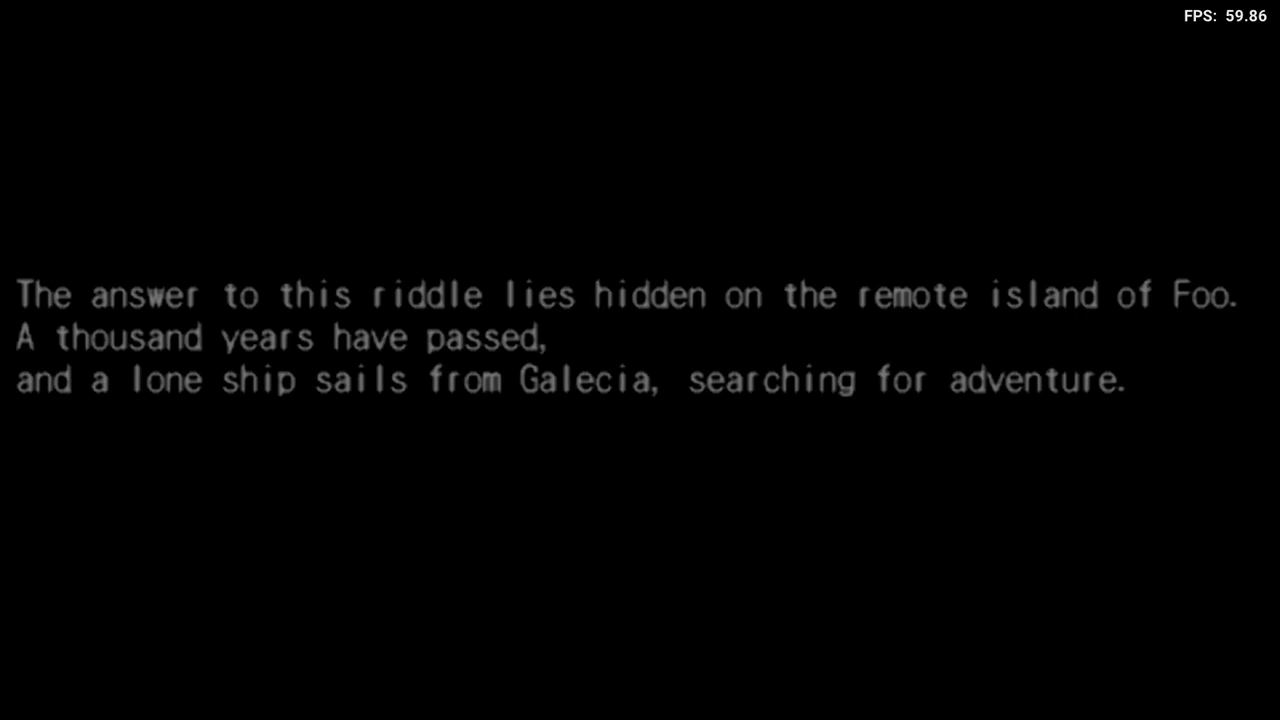 FPS: 59.86
The answer to this riddle lies hidden on the remote island of Foo.
A thousand years have passed,
and a lone ship sails from Galecia, searching for adventure.